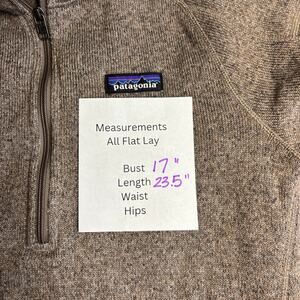 patagonia
Measurements
All Flat Lay
Bust 17"
Length 23.5"
Waist
Hips